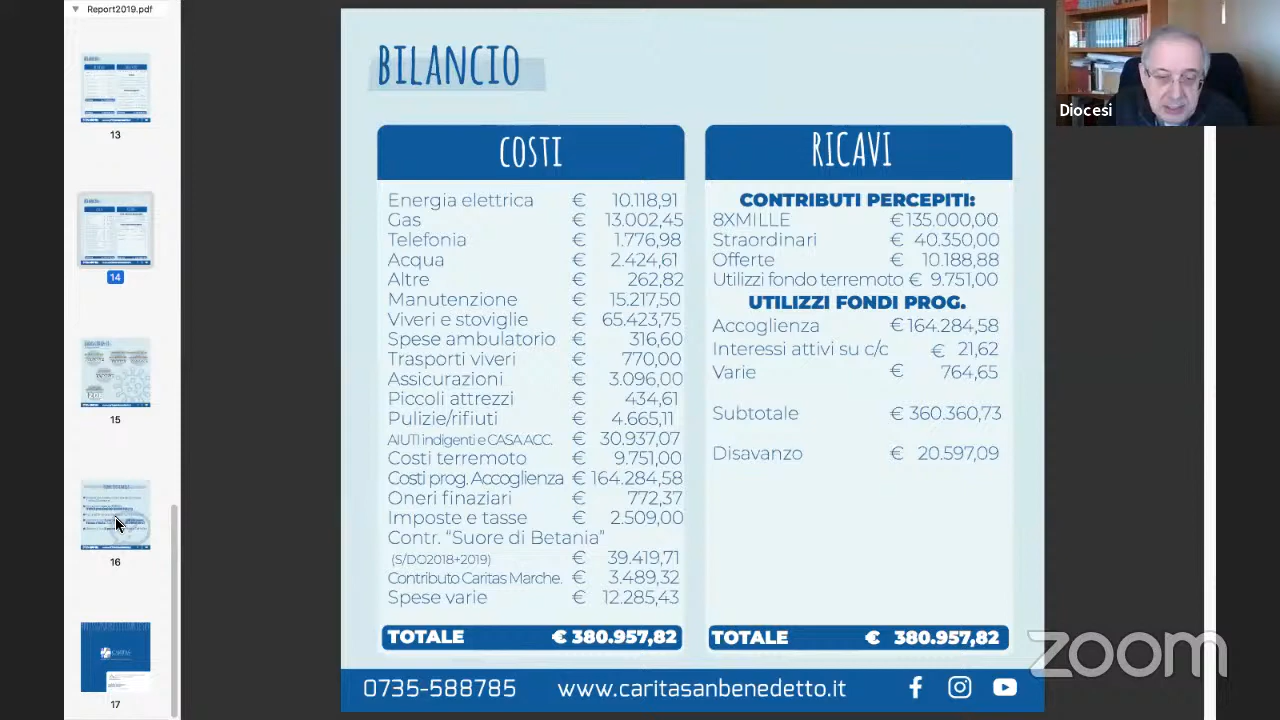 Report2019.pdf
13
14
15
16
17
BILANCIO
COSTI
Energia elettrica € 10.118,91
Gas € 13.002,45
Telefonia € 1.776,98
Acqua € 2.424,61
Altre € 262,82
Manutenzione € 15.217,50
Viveri e stoviglie € 65.423,75
Spese ambulatorio € 316,60
Trasporti viveri € 770,00
Assicurazioni € 3.096,00
Piccoli attrezzi € 434,61
Pulizie/rifiuti € 4.665,11
AIUTI indigenti e CASA ACC. € 30.937,07
Costi terremoto € 9.751,00
Costi prog. Accoglienza € 164.284,58
Oneri finaziari € 772,37
Imposte e tasse € 2.509,00
Contr. “Suore di Betania”
(S/DO2018+2019) € 39.419,71
Contributo Caritas Marche. € 3.489,32
Spese varie € 12.285,43
TOTALE € 380.957,82
RICAVI
CONTRIBUTI PERCEPITI:
8XMILLE € 135.000,00
Straordinari € 40.350,00
Offerte € 10.188,88
Utilizzi fondo terremoto € 9.751,00
UTILIZZI FONDI PROG.
Accoglienza € 164.284,58
Interessi attivi su c/c € 21,62
Varie € 764,65
Subtotale € 360.360,73
Disavanzo € 20.597,09
TOTALE € 380.957,82
0735-588785 www.caritasanbenedetto.it
Diocesi
zoom